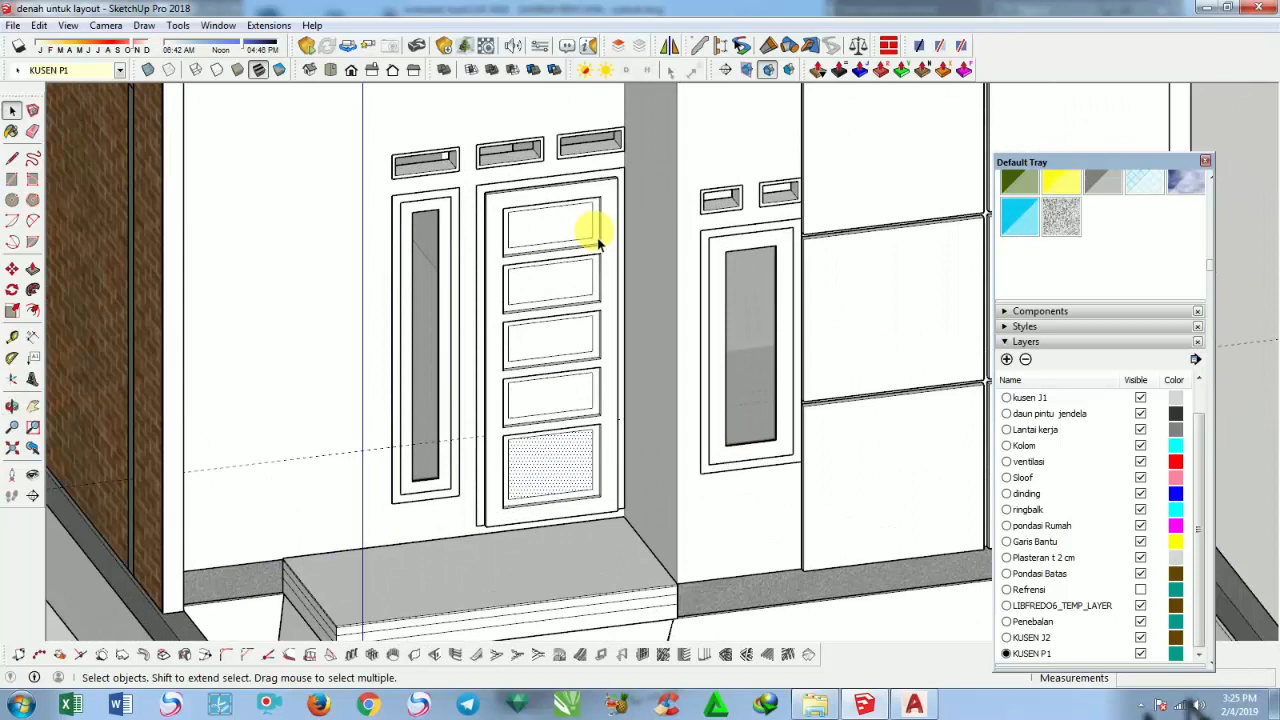 denah untuk layout - SketchUp Pro 2018
File Edit View Camera Draw Tools Window Extensions Help
J F M A M J J A S O N D 06:42 AM Noon 04:48 PM
KUSEN P1
Default Tray
Components
Styles
Layers
Name Visible Color
kusen J1
daun pintu jendela
Lantai kerja
Kolom
ventilasi
Sloof
dinding
ringbalk
pondasi Rumah
Garis Bantu
Plasteran t 2 cm
Pondasi Batas
Refrensi
LIBFREDO6_TEMP_LAYER
Penebalan
KUSEN J2
KUSEN P1
Select objects. Shift to extend select. Drag mouse to select multiple.
Measurements
3:25 PM
2/4/2019